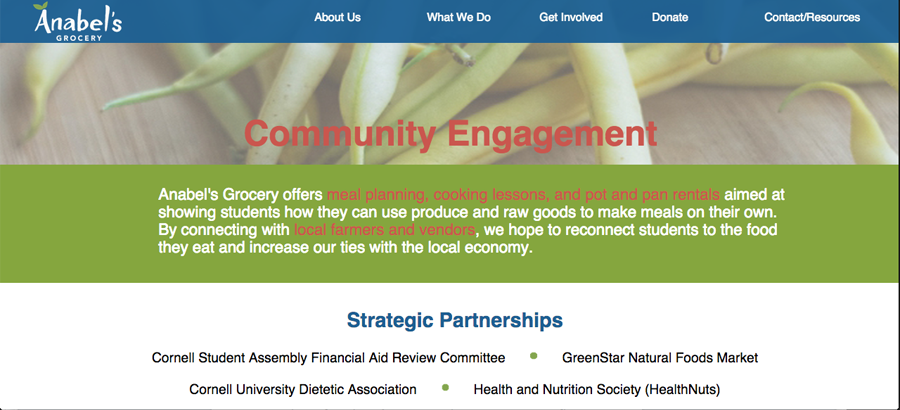 Anabel's
GROCERY
About Us
What We Do
Get Involved
Donate
Contact/Resources
Community Engagement
Anabel's Grocery offers meal planning, cooking lessons, and pot and pan rentals aimed at
showing students how they can use produce and raw goods to make meals on their own.
By connecting with local farmers and vendors, we hope to reconnect students to the food
they eat and increase our ties with the local economy.
Strategic Partnerships
Cornell Student Assembly Financial Aid Review Committee • GreenStar Natural Foods Market
Cornell University Dietetic Association • Health and Nutrition Society (HealthNuts)